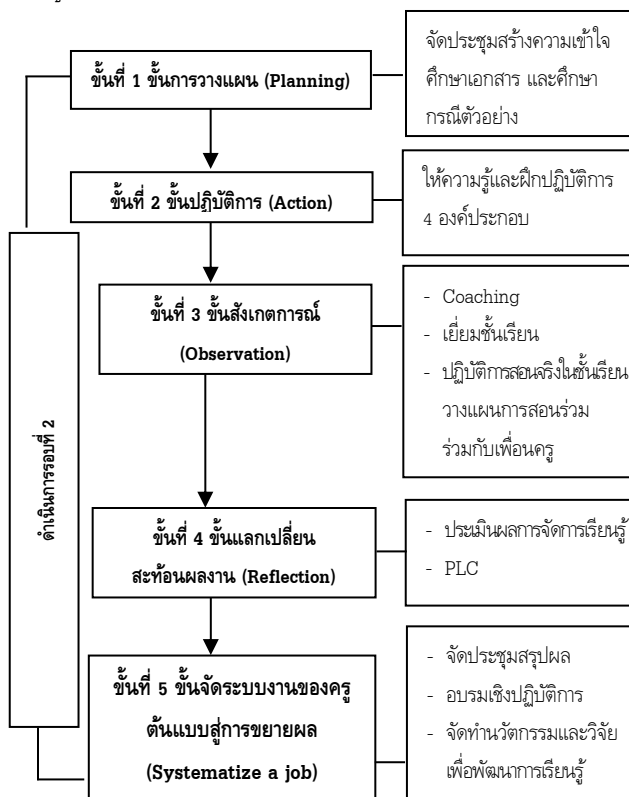 ขั้นที่ 1 ขั้นการวางแผน (Planning)
จัดประชุมสร้างความเข้าใจ
ศึกษาเอกสาร และศึกษา
กรณีตัวอย่าง
ขั้นที่ 2 ขั้นปฏิบัติการ (Action)
ให้ความรู้และฝึกปฏิบัติการ
4 องค์ประกอบ
ขั้นที่ 3 ขั้นสังเกตการณ์
(Observation)
- Coaching
- เยี่ยมชั้นเรียน
- ปฏิบัติการสอนจริงในชั้นเรียน
วางแผนการสอนร่วม
ร่วมกับเพื่อนครู
ดำเนินการรอบที่ 2
ขั้นที่ 4 ขั้นแลกเปลี่ยน
สะท้อนผลงาน (Reflection)
- ประเมินผลการจัดการเรียนรู้
- PLC
ขั้นที่ 5 ขั้นจัดระบบงานของครู
ต้นแบบสู่การขยายผล
(Systematize a job)
- จัดประชุมสรุปผล
- อบรมเชิงปฏิบัติการ
- จัดทำนวัตกรรมและวิจัย
เพื่อพัฒนาการเรียนรู้